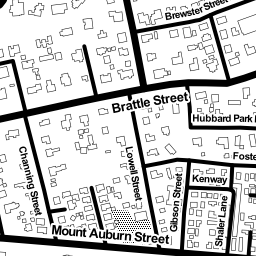 Brewster Street
Brattle Street
Hubbard Park
Foste
Channing Street
Lowell Street
Gibson Street
Kenway
Shaler Lane
Mount Auburn Street